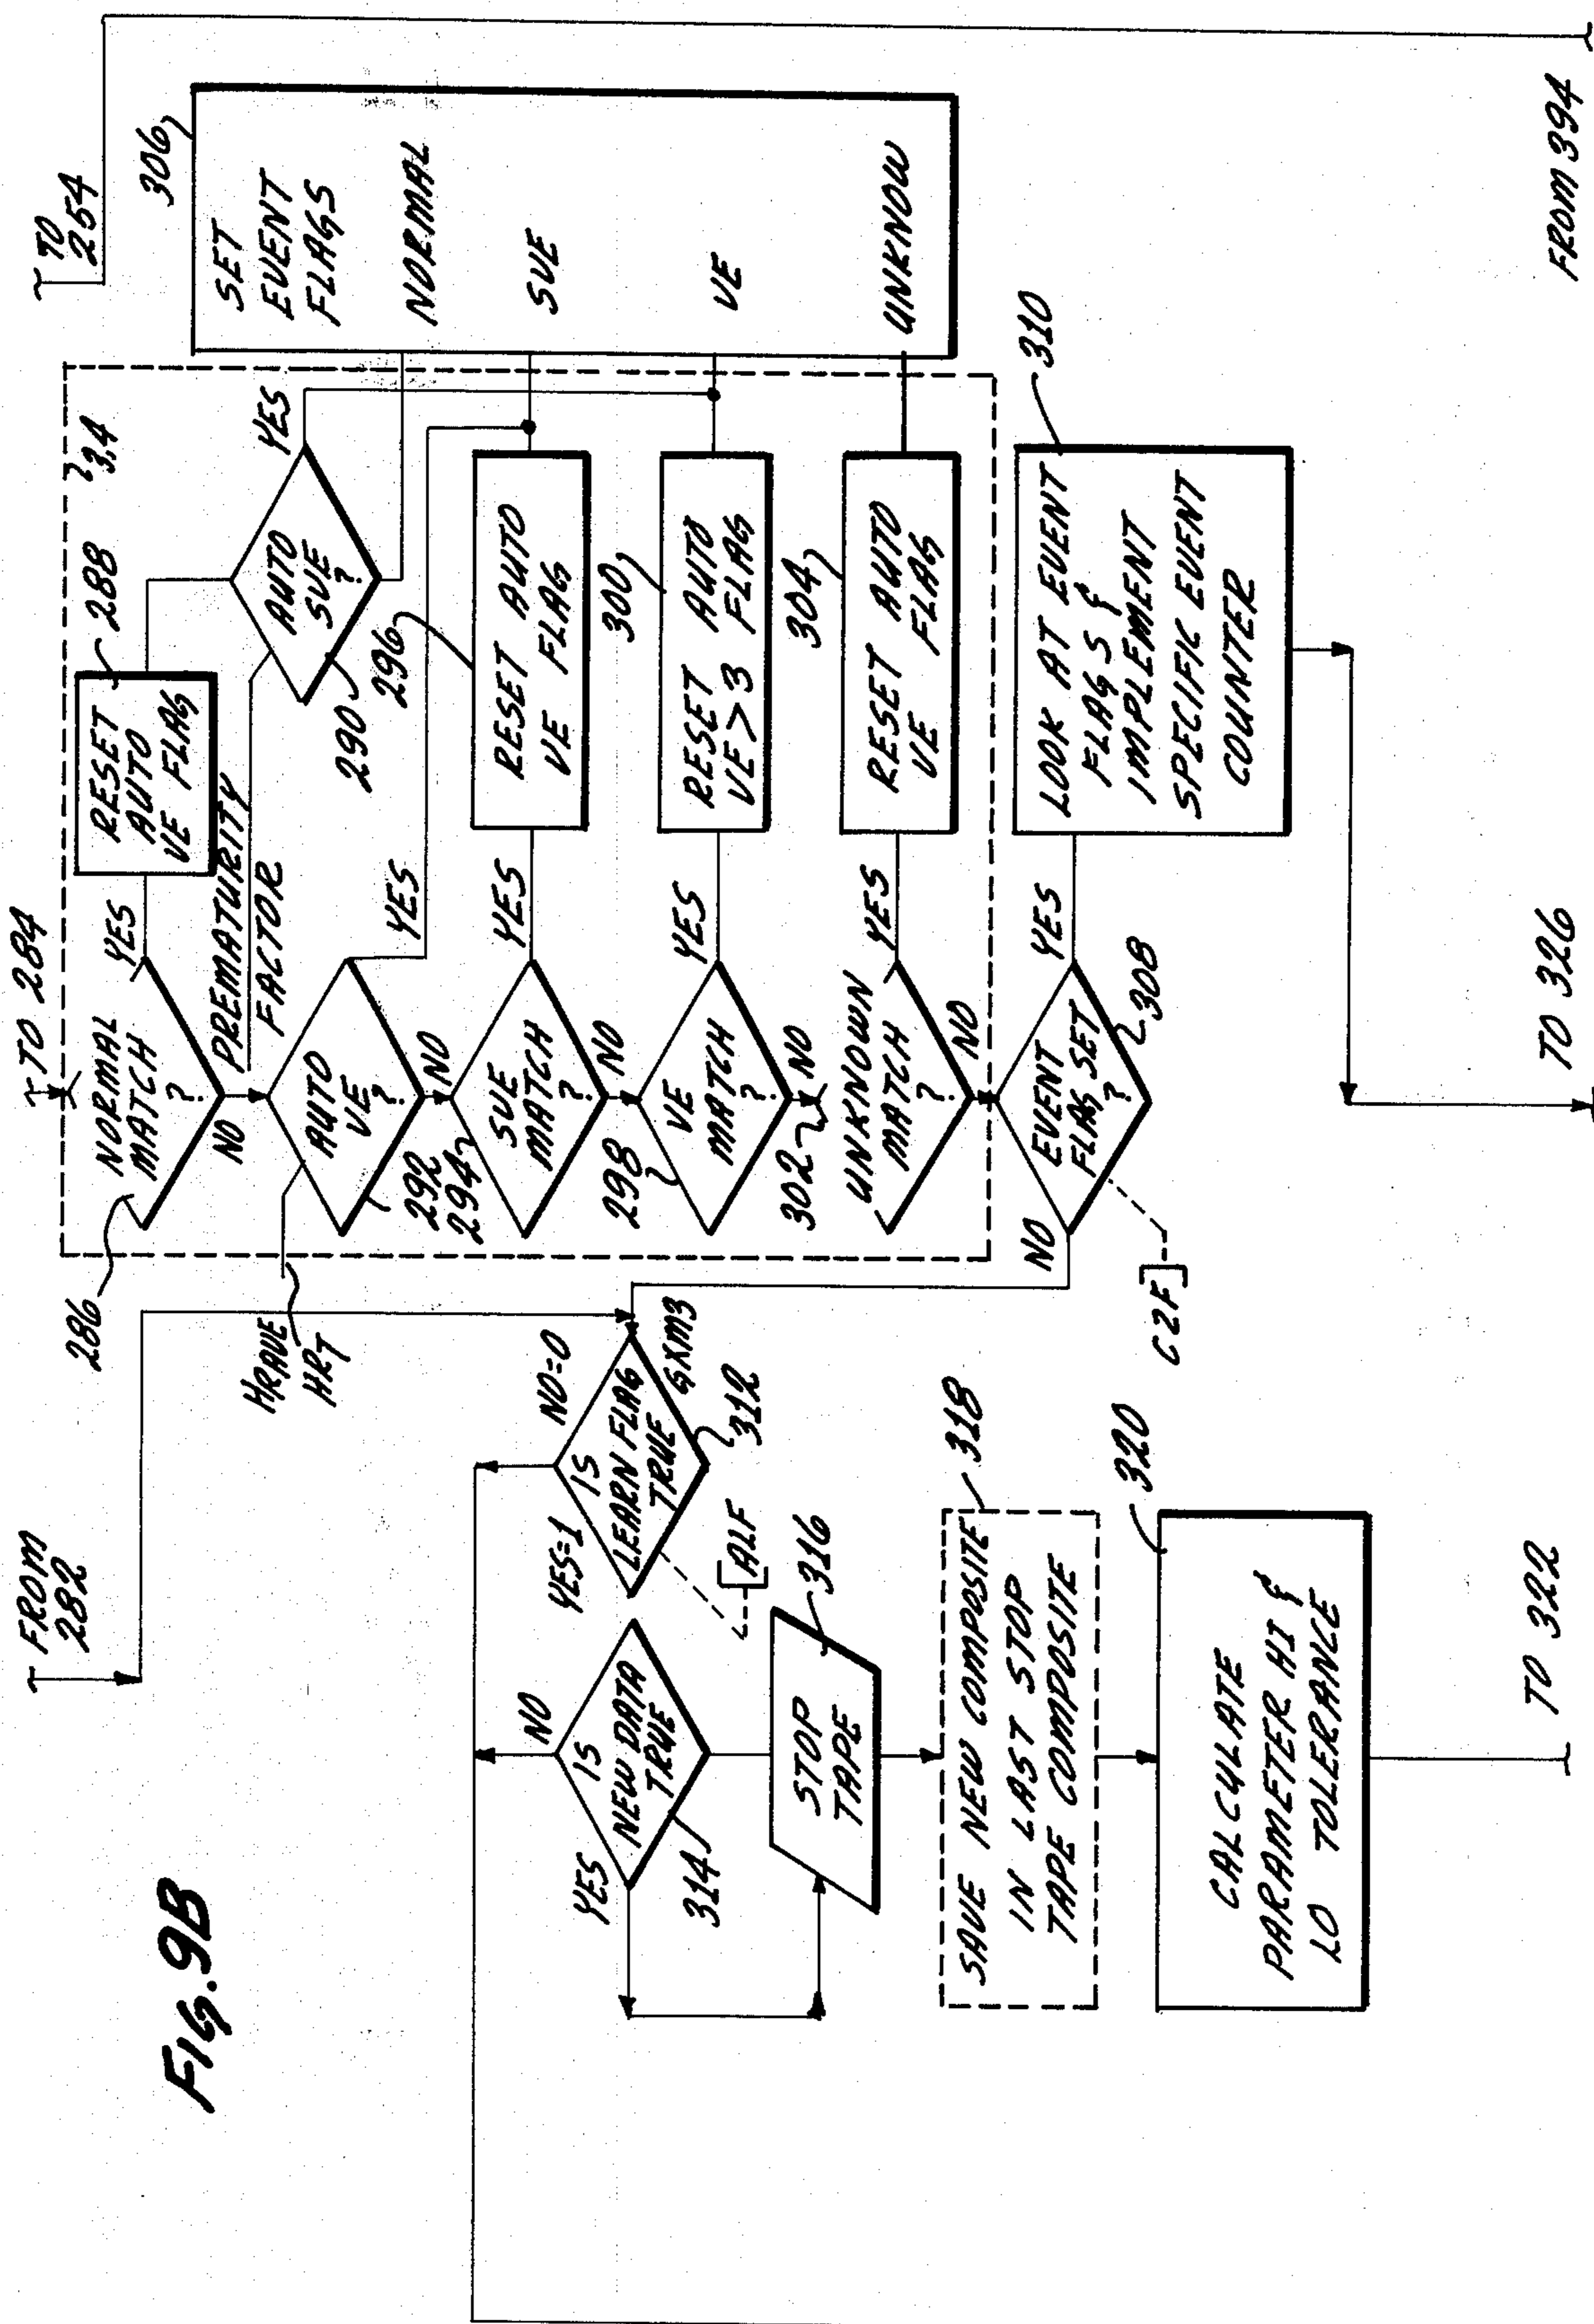 FIG. 9B
FROM
282
TO 284
TO
254
286
NORMAL
MATCH
?
YES
NO
RESET
AUTO
VE FLAG
288
3,4
PREMATURITY
FACTOR
AUTO
SVE
?
YES
290
HRAVE
HRT
AUTO
VE
?
YES
NO
292
294
SVE
MATCH
?
YES
NO
296
RESET AUTO
VE FLAG
298
VE
MATCH
?
YES
NO
300
RESET AUTO
VE > 3 FLAG
302
UNKNOWN
MATCH
?
YES
NO
304
RESET AUTO
VE FLAG
306
SET
EVENT
FLAGS
NORMAL
SVE
VE
UNKNOW
EVENT
FLAG SET
?
YES
NO
308
C2F
310
LOOK AT EVENT
FLAG S &
IMPLEMENT
SPECIFIC EVENT
COUNTER
NO=0
YES=1
IS
LEARN FLAG
TRUE
GXM3
312
ALF
NO
YES
IS
NEW DATA
TRUE
314
STOP
TAPE
316
SAVE NEW COMPOSITE
IN LAST STOP
TAPE COMPOSITE
318
CALCULATE
PARAMETER HI &
LO TOLERANCE
320
TO 322
TO 326
FROM 394